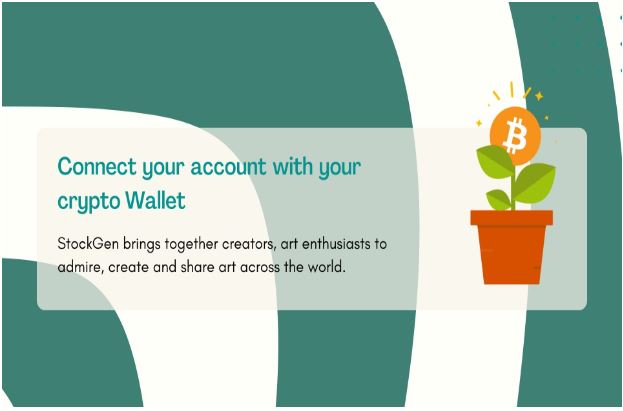 Connect your account with your
crypto Wallet
StockGen brings together creators, art enthusiasts to
admire, create and share art across the world.